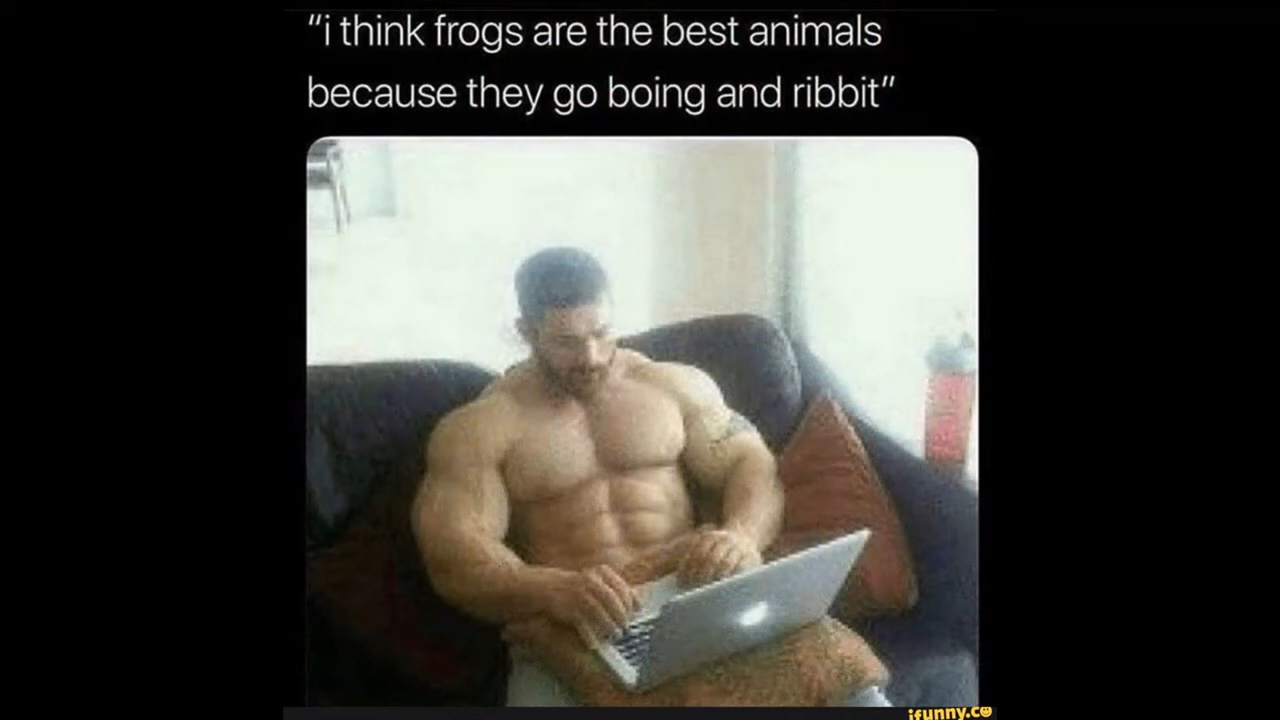 "i think frogs are the best animals
because they go boing and ribbit"
ifunny.co